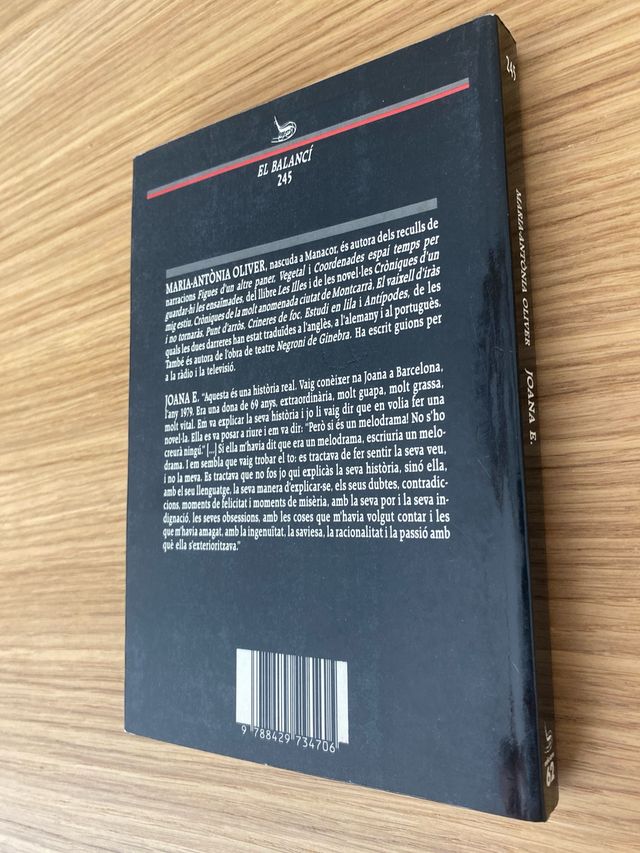 EL BALANCÍ
245
MARIA-ANTÒNIA OLIVER, nascuda a Manacor, és autora dels reculls de
narracions Figues d'un altre paner, Vegetal i Coordenades espai temps per
guardar-hi les ensaïmades, del llibre Les Illes i de les novel·les Cròniques d'un
mig estiu, Cròniques de la molt anomenada ciutat de Montcarrà, El vaixell d'iràs
i no tornaràs, Punt d'arròs, Crineres de foc, Estudi en lila i Antípodes, de les
quals les dues darreres han estat traduïdes a l'anglès, a l'alemany i al portuguès.
També és autora de l'obra de teatre Negroni de Ginebra. Ha escrit guions per
a la ràdio i la televisió.
JOANA E. "Aquesta és una història real. Vaig conèixer na Joana a Barcelona,
l'any 1979. Era una dona de 69 anys, extraordinària, molt guapa, molt grassa,
molt vital. Em va explicar la seva història i jo li vaig dir que en volia fer una
novel·la. Ella es va posar a riure i em va dir: "Però si és un melodrama! No s'ho
creurà ningú." [...] Si ella m'havia dit que era un melodrama, escriuria un melo-
drama. I em sembla que vaig trobar el to: es tractava de fer sentir la seva veu,
i no la meva. Es tractava que no fos jo qui explicàs la seva història, sinó ella,
amb el seu llenguatge, la seva manera d'explicar-se, els seus dubtes, contradic-
cions, moments de felicitat i moments de misèria, amb la seva por i la seva in-
dignació, les seves obsessions, amb les coses que m'havia volgut contar i les
que m'havia amagat, amb la ingenuïtat, la saviesa, la racionalitat i la passió amb
què ella s'exterioritzava."
9 788429 734706
245
MARIA-ANTÒNIA OLIVER JOANA E.
62